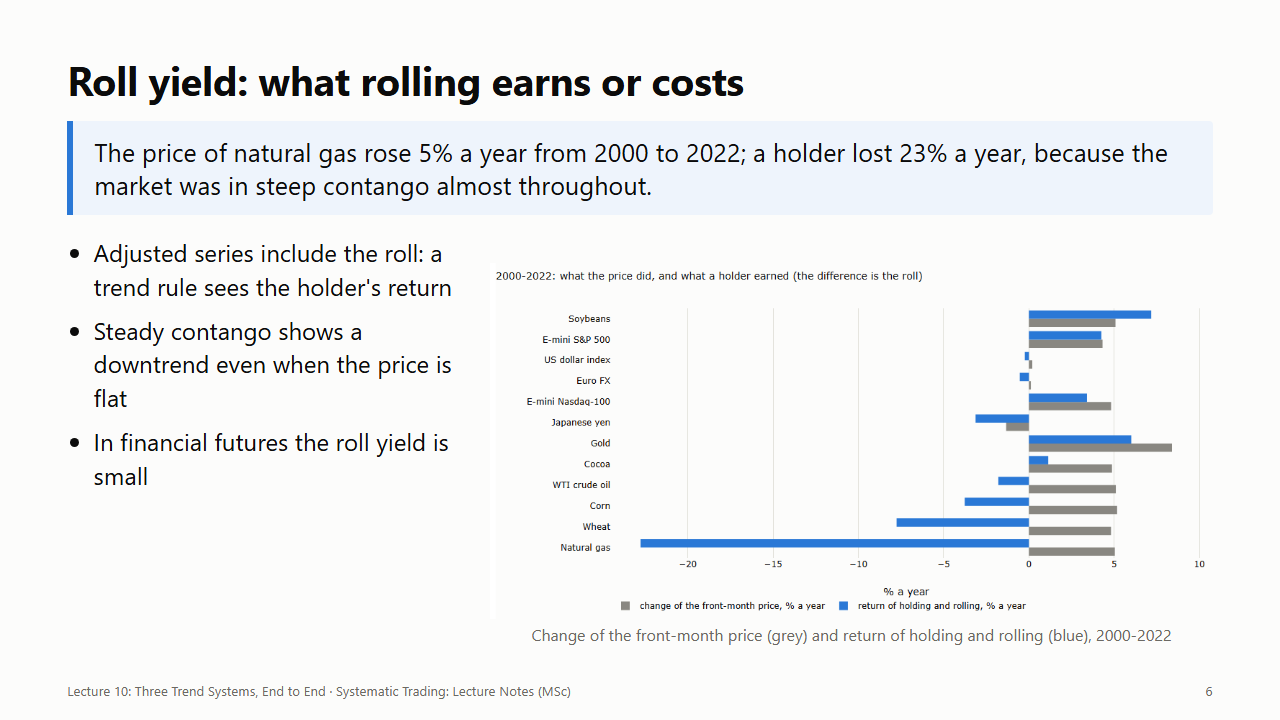 Roll yield: what rolling earns or costs
The price of natural gas rose 5% a year from 2000 to 2022; a holder lost 23% a year, because the
market was in steep contango almost throughout.
• Adjusted series include the roll: a
trend rule sees the holder's return
• Steady contango shows a
downtrend even when the price is
flat
• In financial futures the roll yield is
small
2000-2022: what the price did, and what a holder earned (the difference is the roll)
Soybeans
E-mini S&P 500
US dollar index
Euro FX
E-mini Nasdaq-100
Japanese yen
Gold
Cocoa
WTI crude oil
Corn
Wheat
Natural gas
−20 −15 −10 −5 0 5 10
% a year
change of the front-month price, % a year return of holding and rolling, % a year
Change of the front-month price (grey) and return of holding and rolling (blue), 2000-2022
Lecture 10: Three Trend Systems, End to End · Systematic Trading: Lecture Notes (MSc) 6